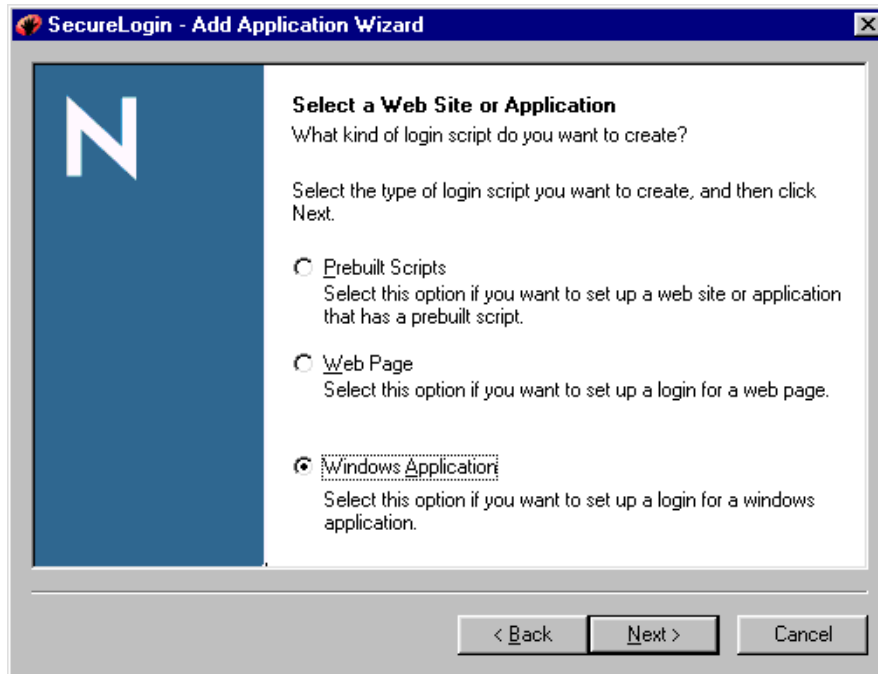 SecureLogin - Add Application Wizard
N
Select a Web Site or Application
What kind of login script do you want to create?
Select the type of login script you want to create, and then click
Next.
Prebuilt Scripts
Select this option if you want to set up a web site or application
that has a prebuilt script.
Web Page
Select this option if you want to set up a login for a web page.
Windows Application
Select this option if you want to set up a login for a windows
application.
< Back
Next >
Cancel